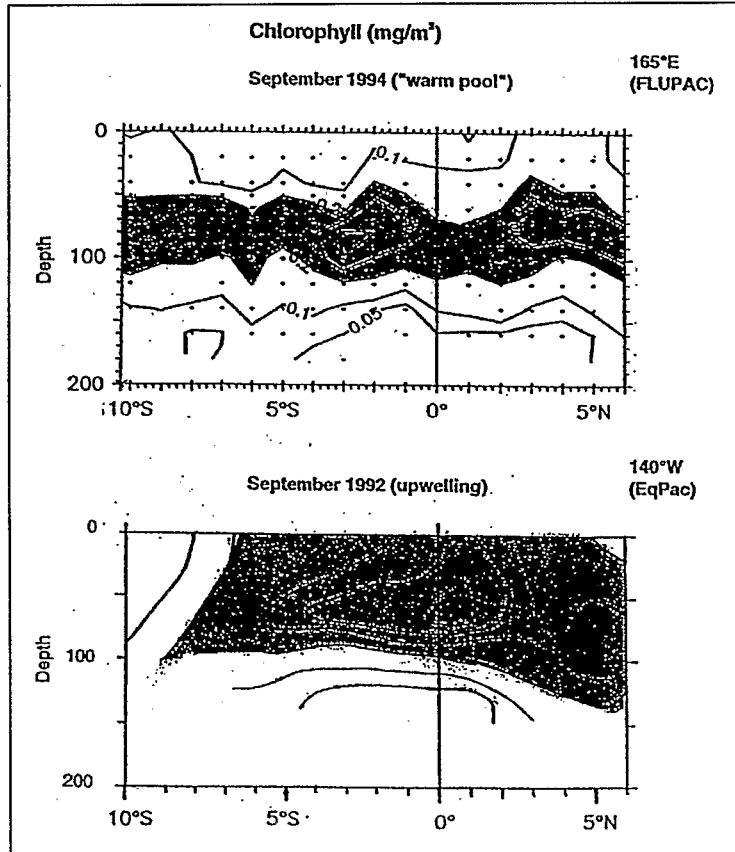 Chlorophyll (mg/m³)
September 1994 ("warm pool")
165°E
(FLUPAC)
0
100
200
Depth
0.1
0.1
0.05
10°S
5°S
0°
5°N
September 1992 (upwelling)
140°W
(EqPac)
0
100
200
Depth
10°S
5°S
0°
5°N